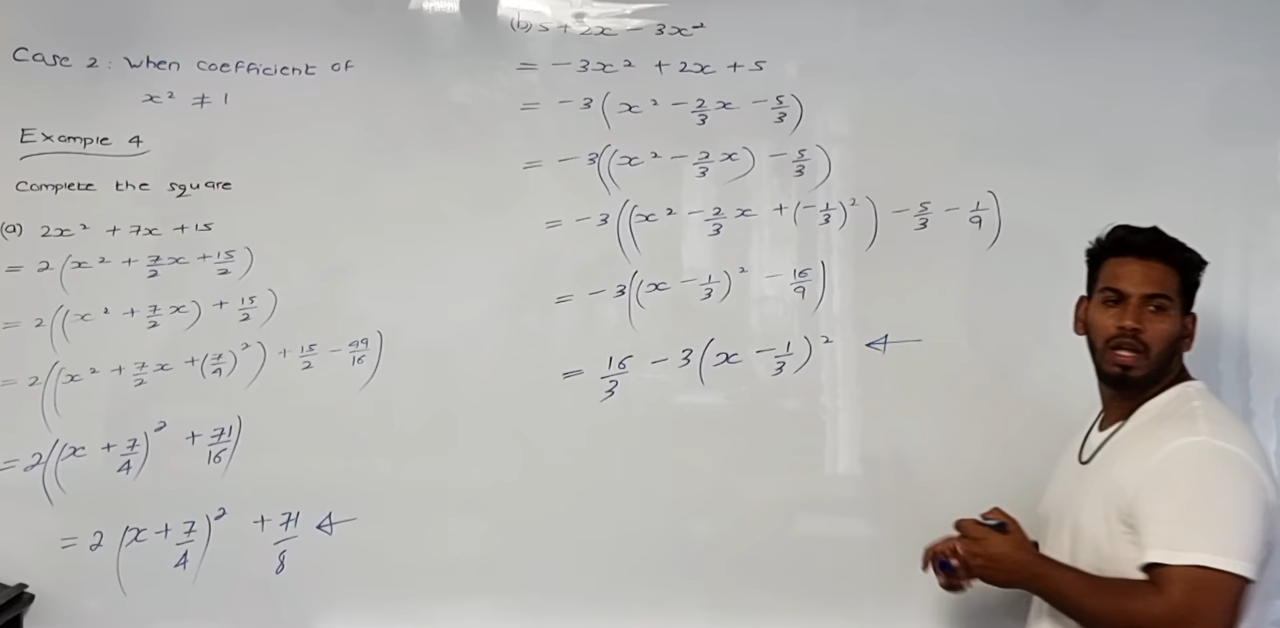 Case 2: When coefficient of
x² ≠ 1
Example 4
Complete the square
(a) 2x² + 7x + 15
= 2(x² + 7/2 x + 15/2)
= 2((x² + 7/2 x) + 15/2)
= 2((x² + 7/2 x + (7/4)²) + 15/2 - 49/16)
= 2((x + 7/4)² + 71/16)
= 2(x + 7/4)² + 71/8 ←
(b) 5 + 2x - 3x²
= -3x² + 2x + 5
= -3(x² - 2/3 x - 5/3)
= -3((x² - 2/3 x) - 5/3)
= -3((x² - 2/3 x + (-1/3)²) - 5/3 - 1/9)
= -3((x - 1/3)² - 16/9)
= 16/3 - 3(x - 1/3)² ←